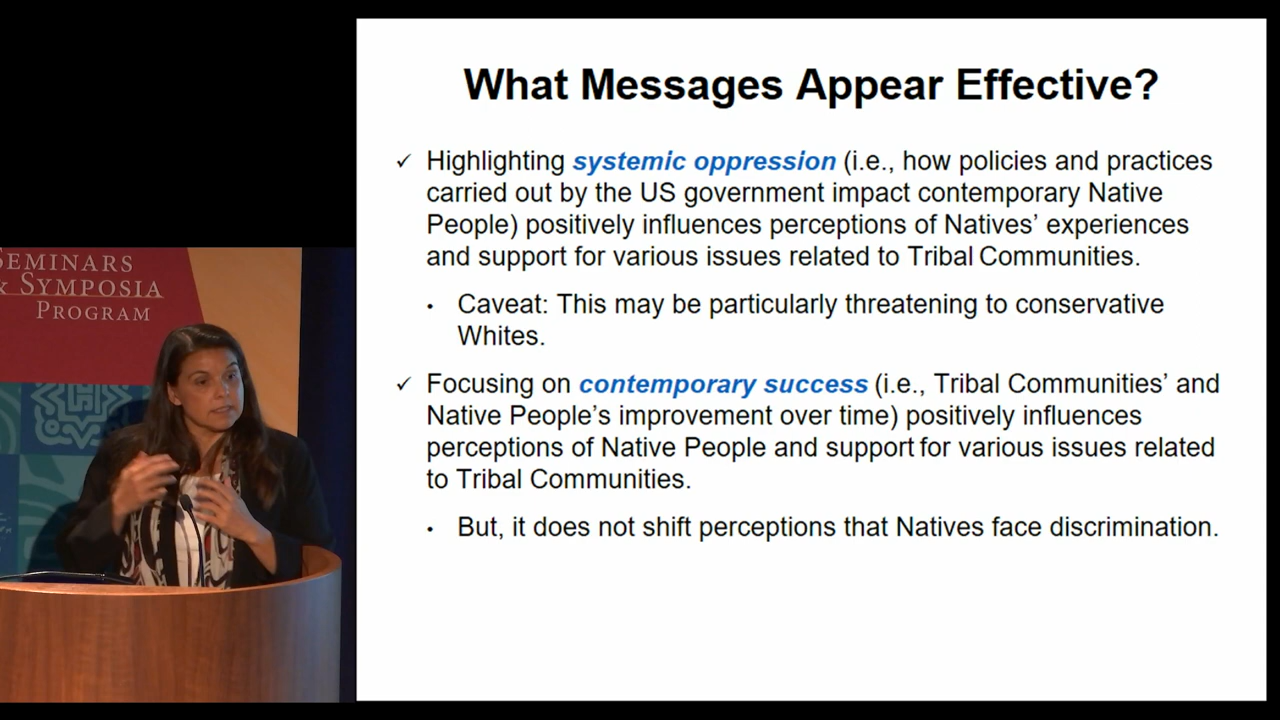 SEMINARS
& SYMPOSIA
PROGRAM
What Messages Appear Effective?
✓ Highlighting systemic oppression (i.e., how policies and practices
carried out by the US government impact contemporary Native
People) positively influences perceptions of Natives’ experiences
and support for various issues related to Tribal Communities.
• Caveat: This may be particularly threatening to conservative
Whites.
✓ Focusing on contemporary success (i.e., Tribal Communities’ and
Native People’s improvement over time) positively influences
perceptions of Native People and support for various issues related
to Tribal Communities.
• But, it does not shift perceptions that Natives face discrimination.